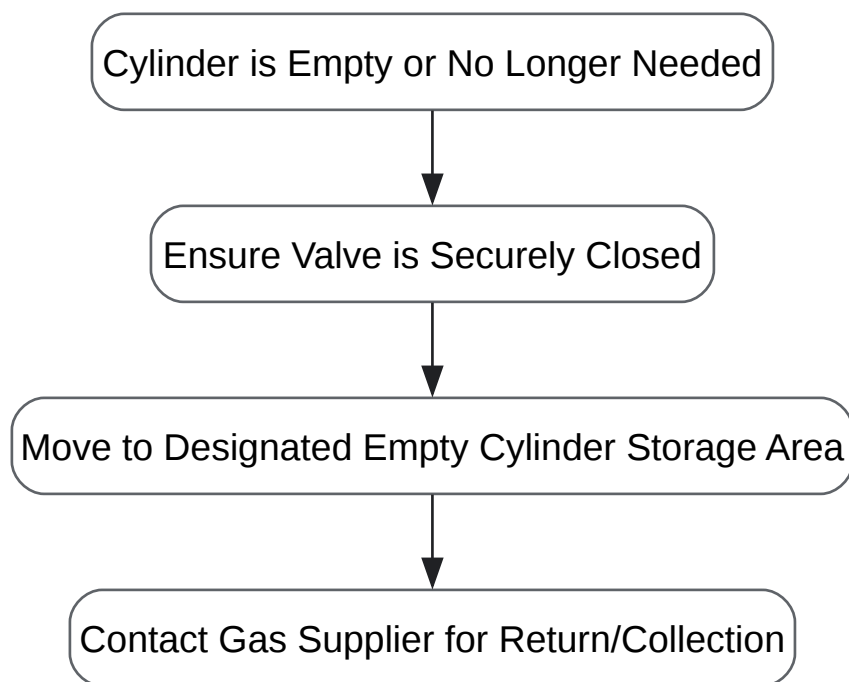 Cylinder is Empty or No Longer Needed
Ensure Valve is Securely Closed
Move to Designated Empty Cylinder Storage Area
Contact Gas Supplier for Return/Collection